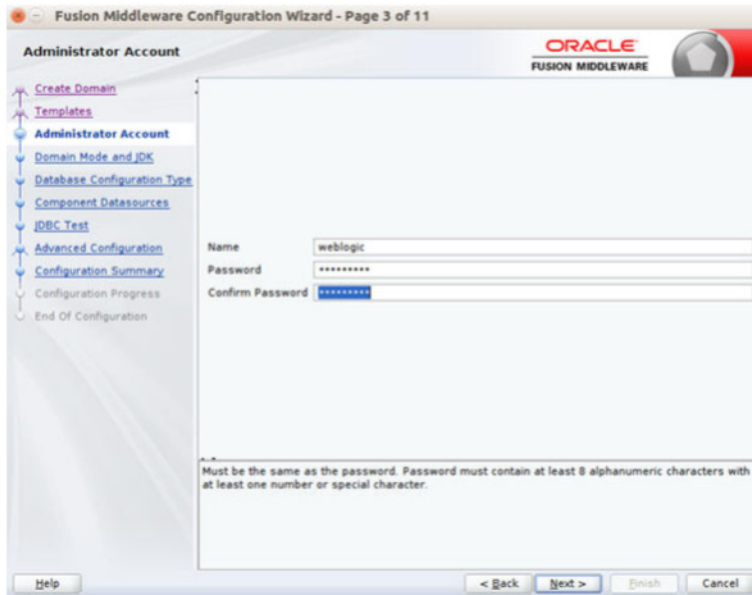 Fusion Middleware Configuration Wizard - Page 3 of 11
Administrator Account
ORACLE
FUSION MIDDLEWARE
Create Domain
Templates
Administrator Account
Domain Mode and JDK
Database Configuration Type
Component Datasources
JDBC Test
Advanced Configuration
Configuration Summary
Configuration Progress
End Of Configuration
Name weblogic
Password •••••••••
Confirm Password •••••••••
Must be the same as the password. Password must contain at least 8 alphanumeric characters with
at least one number or special character.
Help < Back Next > Finish Cancel